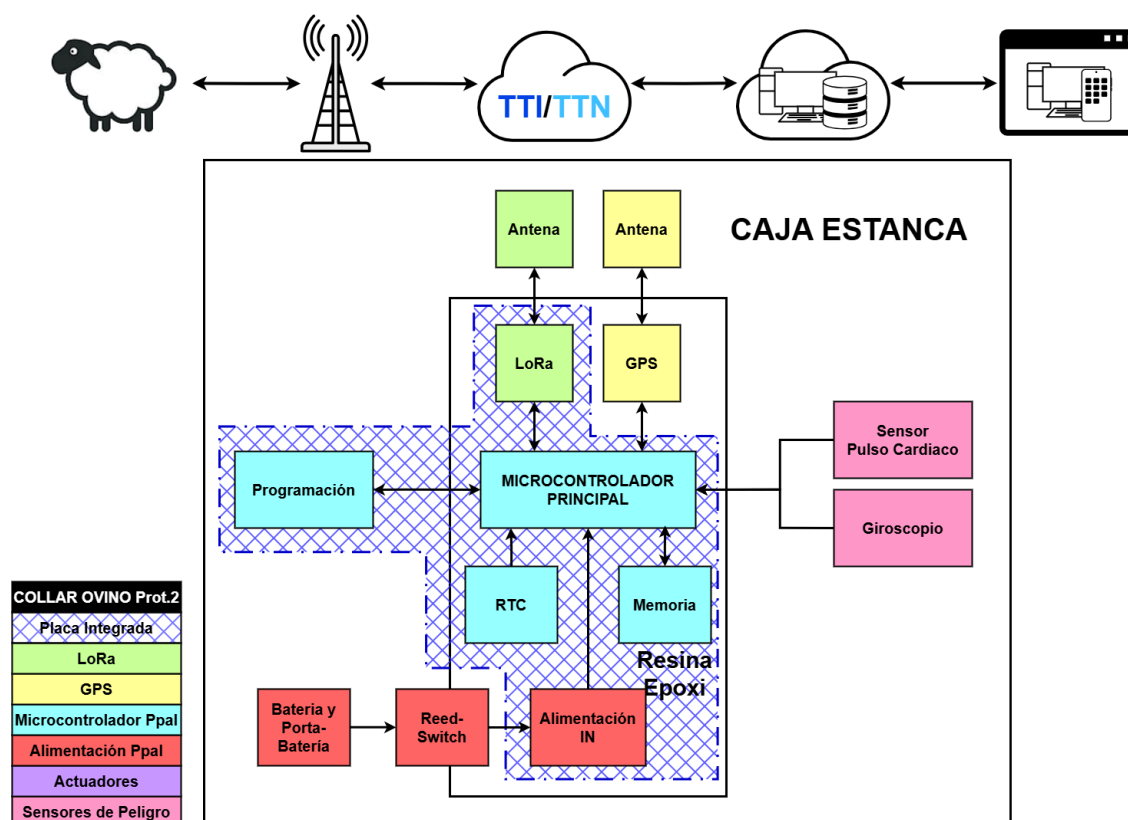 TTI/TTN
CAJA ESTANCA
Antena
Antena
LoRa
GPS
Sensor
Pulso Cardiaco
Programación
MICROCONTROLADOR
PRINCIPAL
Giroscopio
RTC
Memoria
Resina
Epoxi
Bateria y
Porta-
Batería
Reed-
Switch
Alimentación
IN
COLLAR OVINO Prot.2
Placa Integrada
LoRa
GPS
Microcontrolador Ppal
Alimentación Ppal
Actuadores
Sensores de Peligro